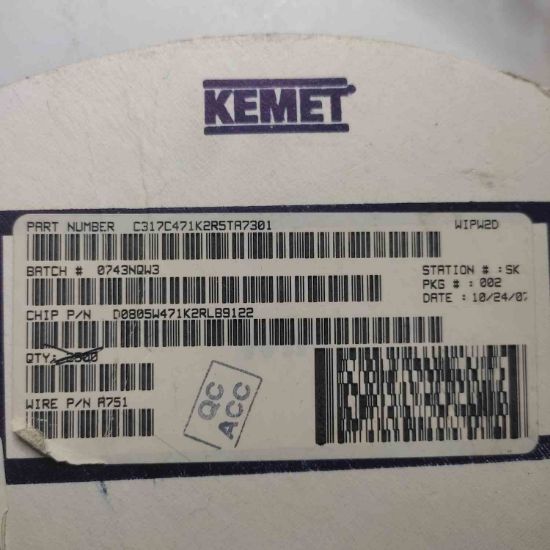 KEMET
PART NUMBER C317C471K2R5TA7301 WIPW2D
BATCH # 0743NQW3 STATION # :SK
PKG # : 002
DATE : 10/24/07
CHIP P/N D0805W471K2RLB9122
QTY: 2500
WIRE P/N A751
QC
ACC